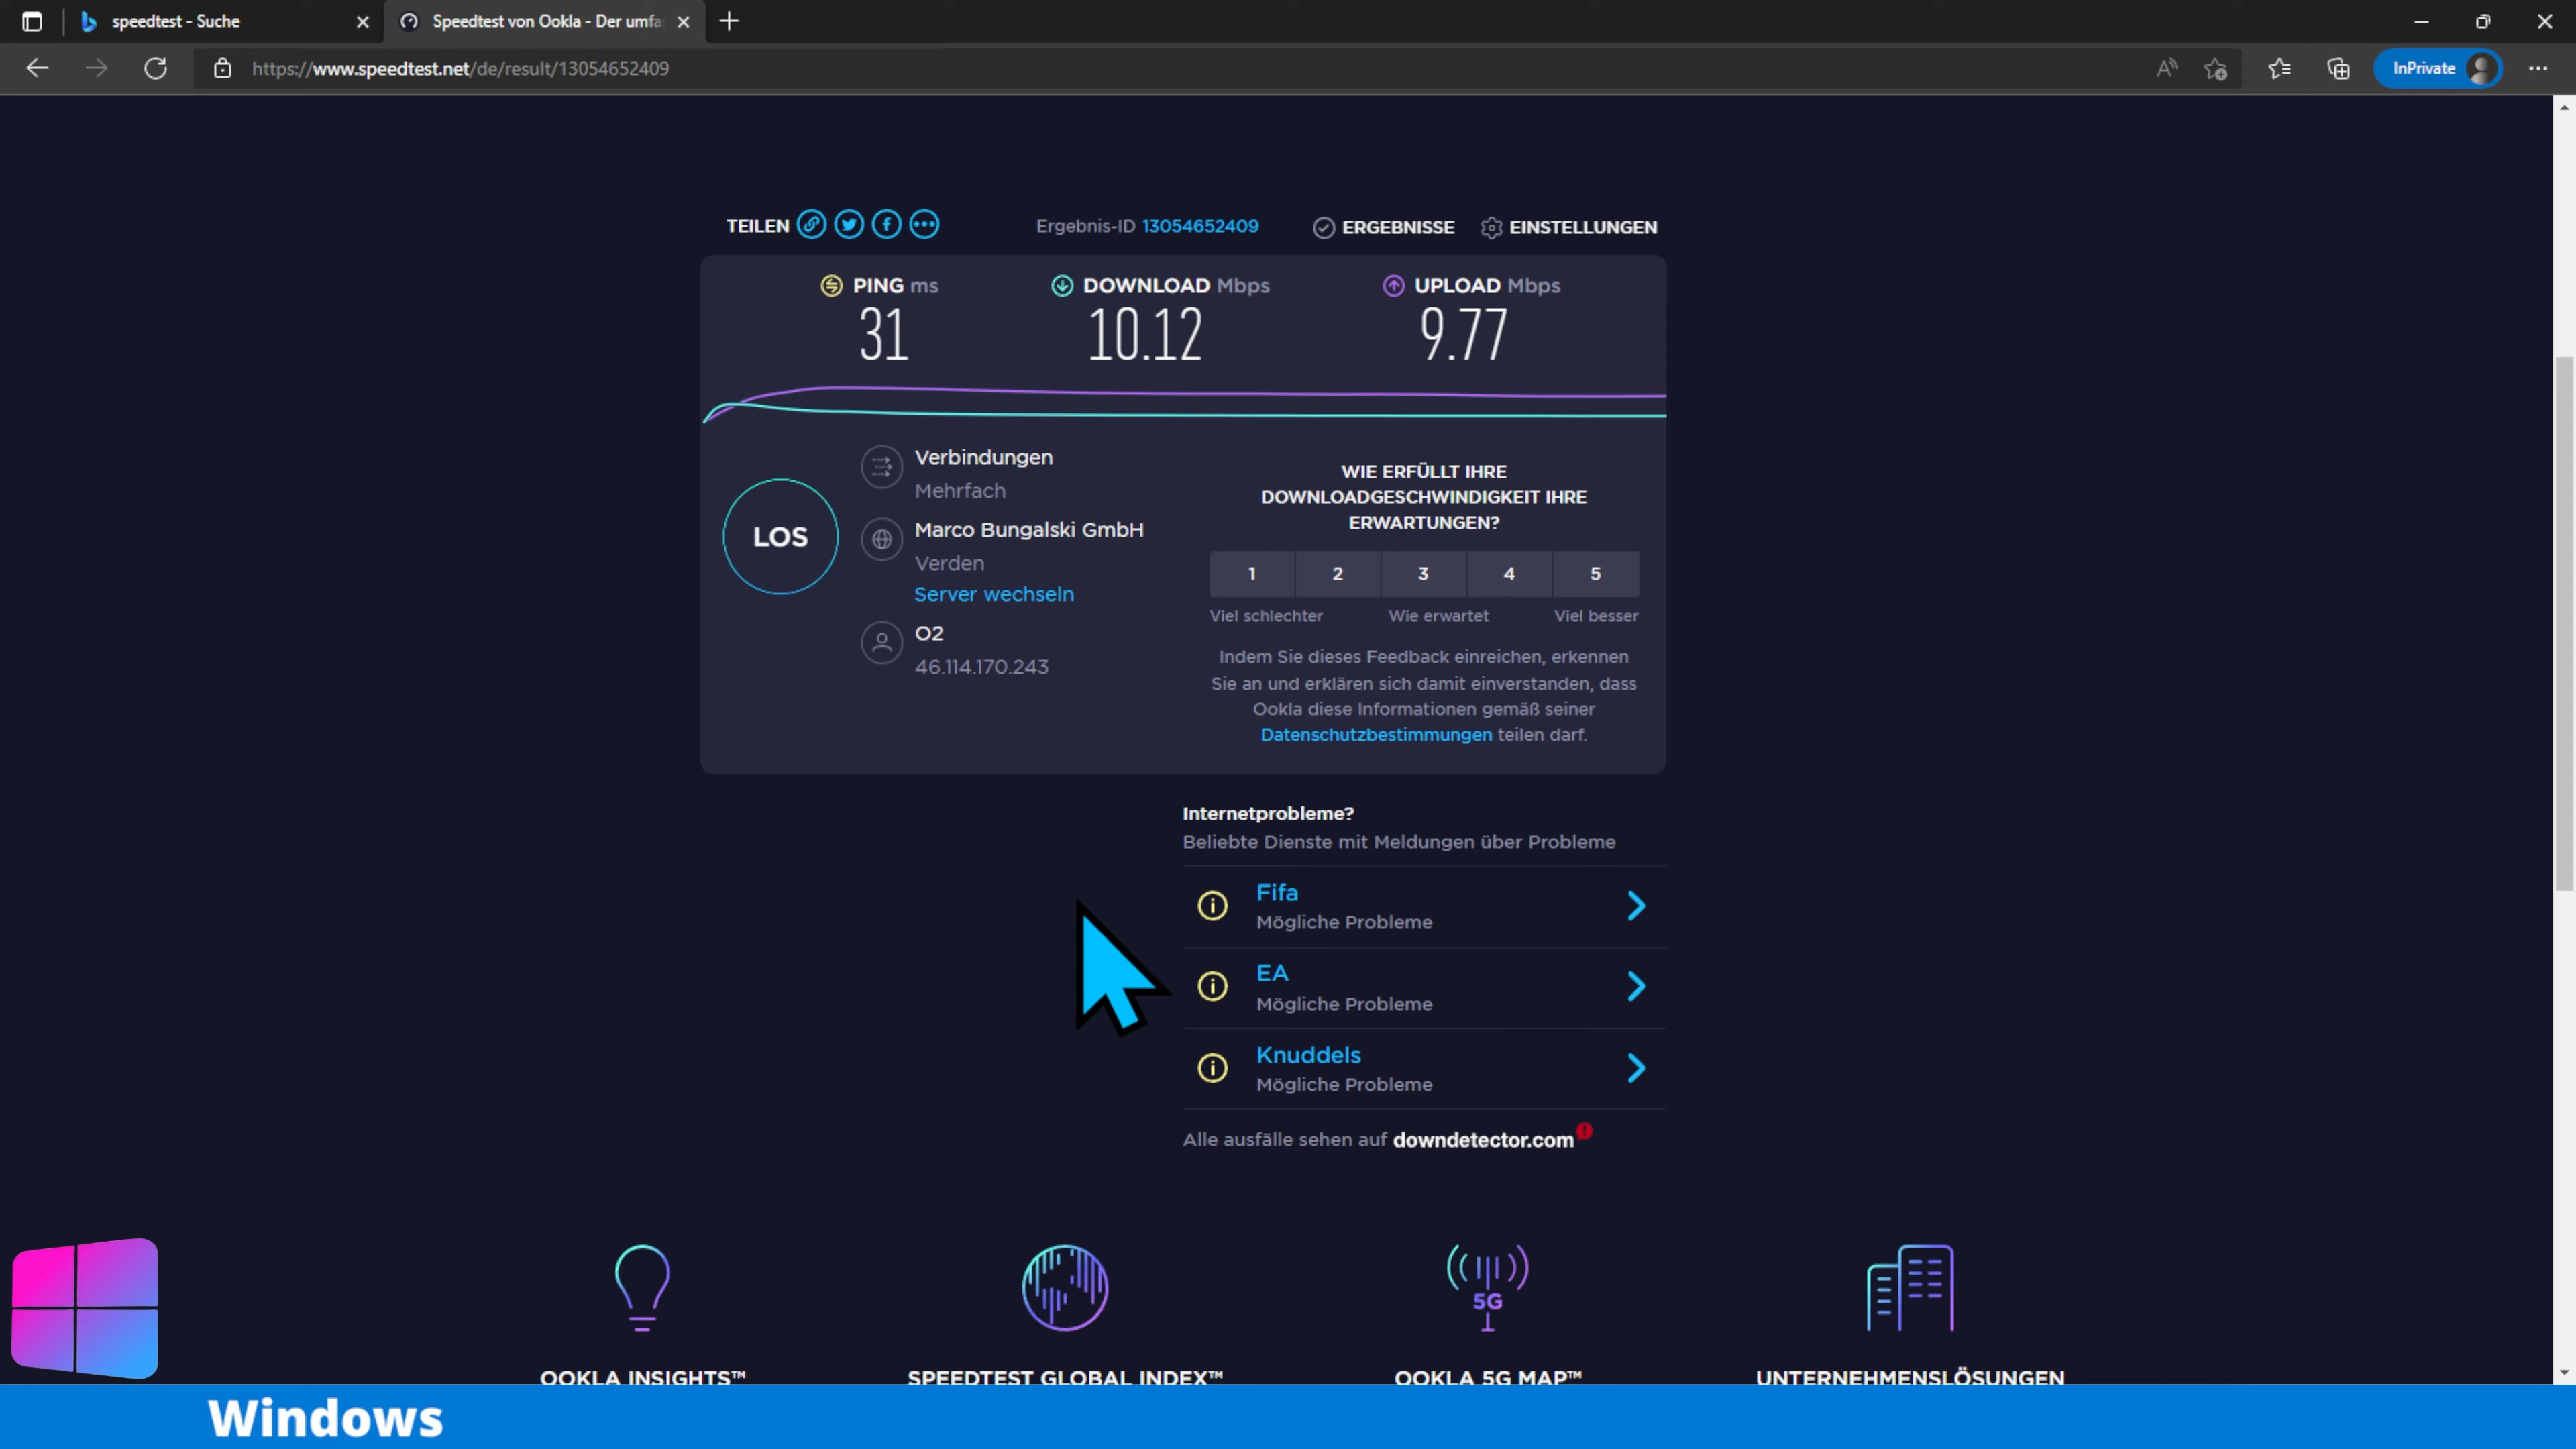 speedtest - Suche
Speedtest von Ookla - Der umfa
https://www.speedtest.net/de/result/13054652409
InPrivate
TEILEN
Ergebnis-ID 13054652409
ERGEBNISSE
EINSTELLUNGEN
PING ms
DOWNLOAD Mbps
UPLOAD Mbps
31
10.12
9.77
LOS
Verbindungen
Mehrfach
Marco Bungalski GmbH
Verden
Server wechseln
O2
46.114.170.243
WIE ERFÜLLT IHRE
DOWNLOADGESCHWINDIGKEIT IHRE
ERWARTUNGEN?
1 2 3 4 5
Viel schlechter Wie erwartet Viel besser
Indem Sie dieses Feedback einreichen, erkennen
Sie an und erklären sich damit einverstanden, dass
Ookla diese Informationen gemäß seiner
Datenschutzbestimmungen teilen darf.
Internetprobleme?
Beliebte Dienste mit Meldungen über Probleme
Fifa
Mögliche Probleme
EA
Mögliche Probleme
Knuddels
Mögliche Probleme
Alle ausfälle sehen auf downdetector.com
5G
OOKLA INSIGHTS™
SPEEDTEST GLOBAL INDEX™
OOKLA 5G MAP™
UNTERNEHMENSLÖSUNGEN
Windows